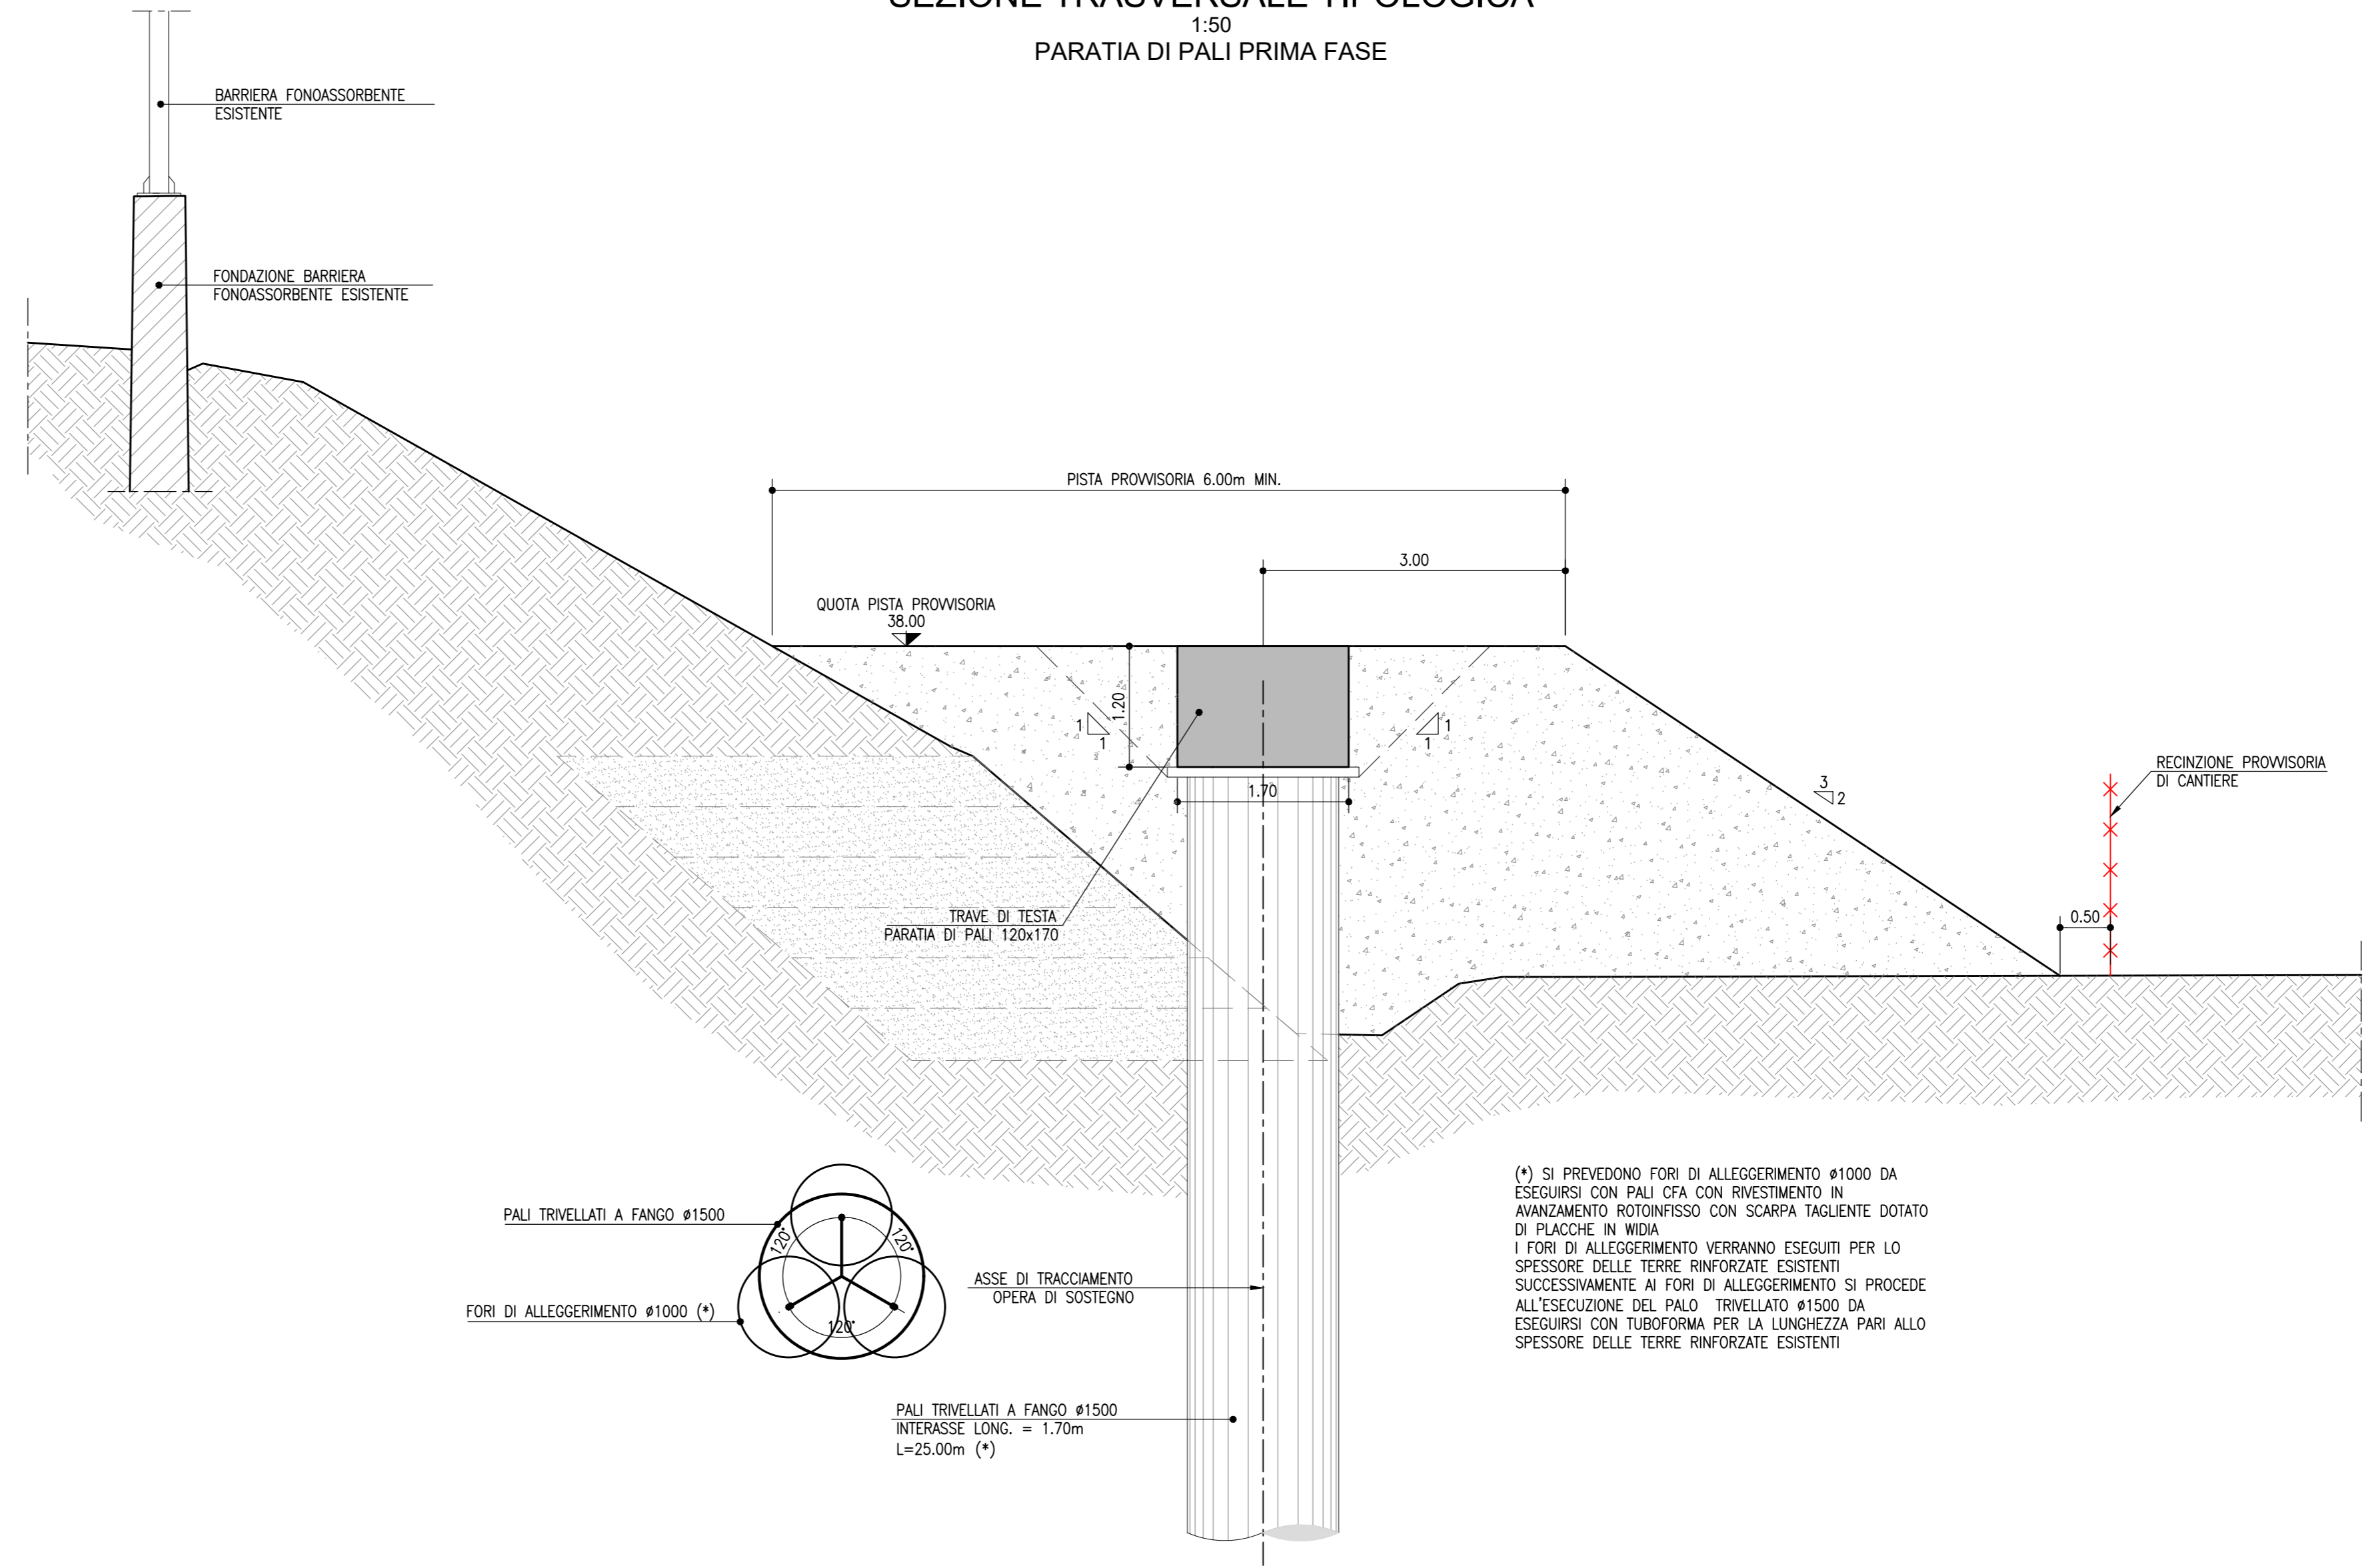 SEZIONE TRASVERSALE TIPOLOGICA
1:50
PARATIA DI PALI PRIMA FASE
BARRIERA FONOASSORBENTE
ESISTENTE
FONDAZIONE BARRIERA
FONOASSORBENTE ESISTENTE
PISTA PROVVISORIA 6.00m MIN.
3.00
QUOTA PISTA PROVVISORIA
38.00
1.20
1
1
1
1
1.70
3
2
RECINZIONE PROVVISORIA
DI CANTIERE
0.50
TRAVE DI TESTA
PARATIA DI PALI 120x170
PALI TRIVELLATI A FANGO ø1500
120°
120°
120°
FORI DI ALLEGGERIMENTO ø1000 (*)
ASSE DI TRACCIAMENTO
OPERA DI SOSTEGNO
PALI TRIVELLATI A FANGO ø1500
INTERASSE LONG. = 1.70m
L=25.00m (*)
(*) SI PREVEDONO FORI DI ALLEGGERIMENTO ø1000 DA
ESEGUIRSI CON PALI CFA CON RIVESTIMENTO IN
AVANZAMENTO ROTOINFISSO CON SCARPA TAGLIENTE DOTATO
DI PLACCHE IN WIDIA
I FORI DI ALLEGGERIMENTO VERRANNO ESEGUITI PER LO
SPESSORE DELLE TERRE RINFORZATE ESISTENTI
SUCCESSIVAMENTE AI FORI DI ALLEGGERIMENTO SI PROCEDE
ALL'ESECUZIONE DEL PALO TRIVELLATO ø1500 DA
ESEGUIRSI CON TUBOFORMA PER LA LUNGHEZZA PARI ALLO
SPESSORE DELLE TERRE RINFORZATE ESISTENTI